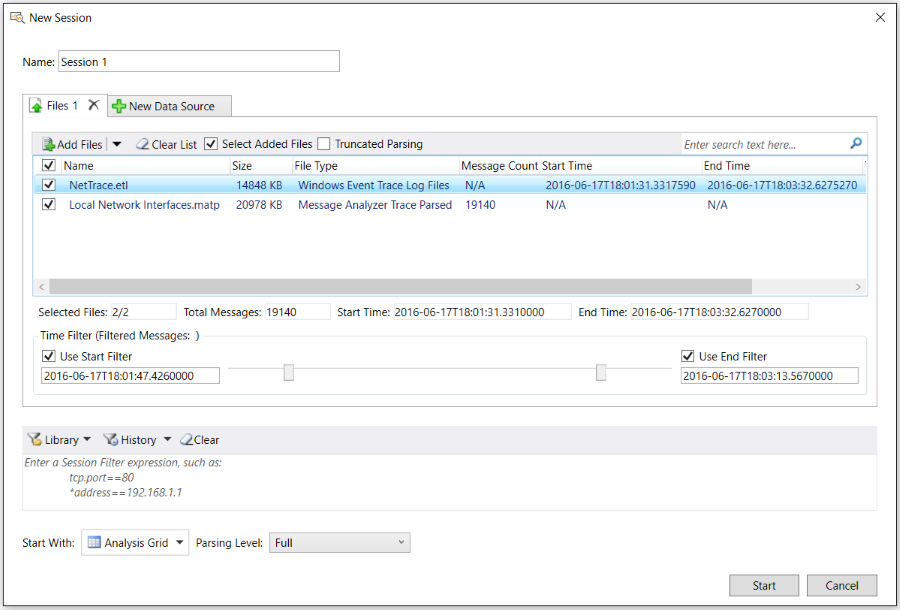 New Session
Name: Session 1
Files 1 New Data Source
Add Files Clear List Select Added Files Truncated Parsing Enter search text here...
Name Size File Type Message Count Start Time End Time
NetTrace.etl 14848 KB Windows Event Trace Log Files N/A 2016-06-17T18:01:31.3317590 2016-06-17T18:03:32.6275270
Local Network Interfaces.matp 20978 KB Message Analyzer Trace Parsed 19140 N/A N/A
Selected Files: 2/2 Total Messages: 19140 Start Time: 2016-06-17T18:01:31.3310000 End Time: 2016-06-17T18:03:32.6270000
Time Filter (Filtered Messages: )
Use Start Filter Use End Filter
2016-06-17T18:01:47.4260000 2016-06-17T18:03:13.5670000
Library History Clear
Enter a Session Filter expression, such as:
tcp.port==80
*address==192.168.1.1
Start With: Analysis Grid Parsing Level: Full
Start Cancel